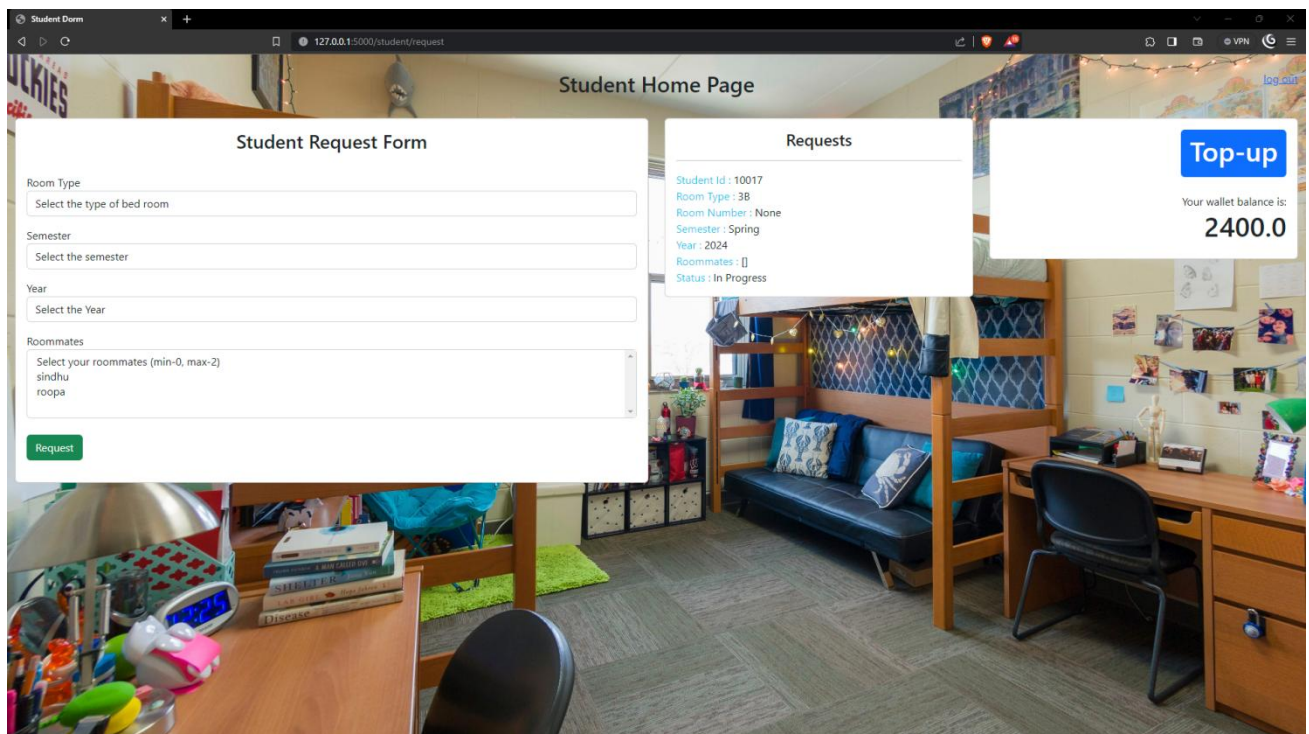 Student Dorm
127.0.0.1:5000/student/request
VPN
Student Home Page
log out
Student Request Form
Room Type
Select the type of bed room
Semester
Select the semester
Year
Select the Year
Roommates
Select your roommates (min-0, max-2)
sindhu
roopa
Request
Requests
Student Id : 10017
Room Type : 3B
Room Number : None
Semester : Spring
Year : 2024
Roommates : []
Status : In Progress
Top-up
Your wallet balance is:
2400.0
SHELTER
Disease